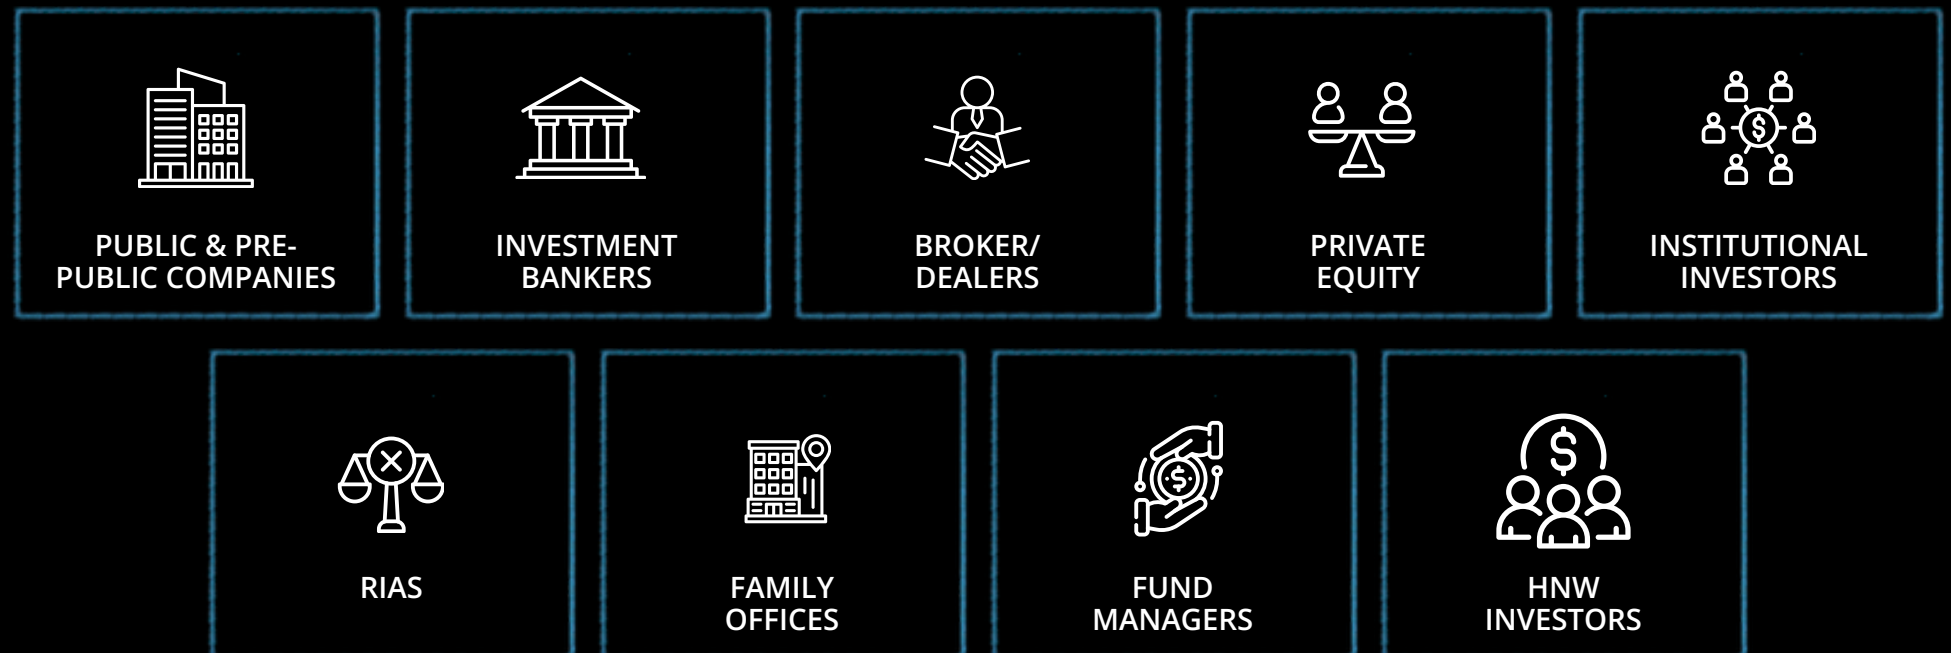 PUBLIC & PRE-
PUBLIC COMPANIES
INVESTMENT
BANKERS
BROKER/
DEALERS
PRIVATE
EQUITY
INSTITUTIONAL
INVESTORS
RIAS
FAMILY
OFFICES
FUND
MANAGERS
HNW
INVESTORS